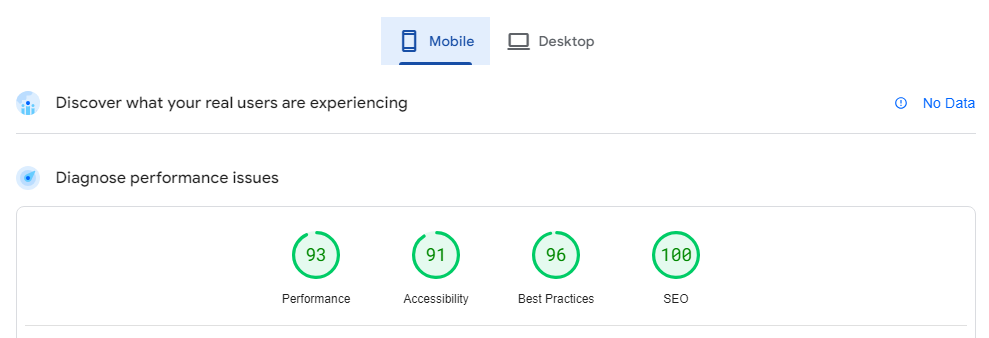 Mobile Desktop
Discover what your real users are experiencing No Data
Diagnose performance issues
93 91 96 100
Performance Accessibility Best Practices SEO